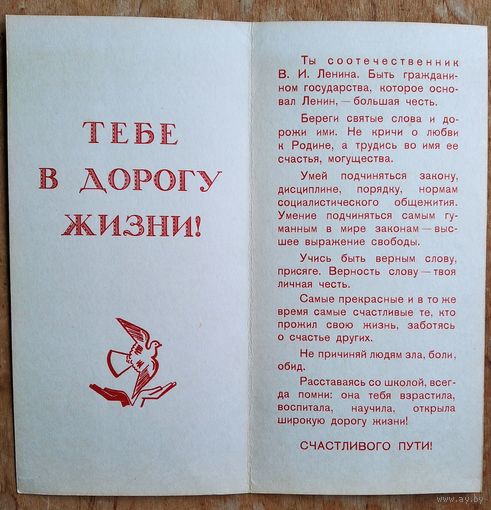 ТЕБЕ
В ДОРОГУ
ЖИЗНИ!
Ты соотечественник
В. И. Ленина. Быть граждани-
ном государства, которое осно-
вал Ленин, — большая честь.
Береги святые слова и до-
рожи ими. Не кричи о любви
к Родине, а трудись во имя ее
счастья, могущества.
Умей подчиняться закону,
дисциплине, порядку, нормам
социалистического общежития.
Умение подчиняться самым гу-
манным в мире законам — выс-
шее выражение свободы.
Учись быть верным слову,
присяге. Верность слову — твоя
личная честь.
Самые прекрасные и в то же
время самые счастливые те, кто
прожил свою жизнь, заботясь
о счастье других.
Не причиняй людям зла, боли,
обид.
Расставаясь со школой, всег-
да помни: она тебя взрастила,
воспитала, научила, открыла
широкую дорогу жизни!
СЧАСТЛИВОГО ПУТИ!
www.ay.by